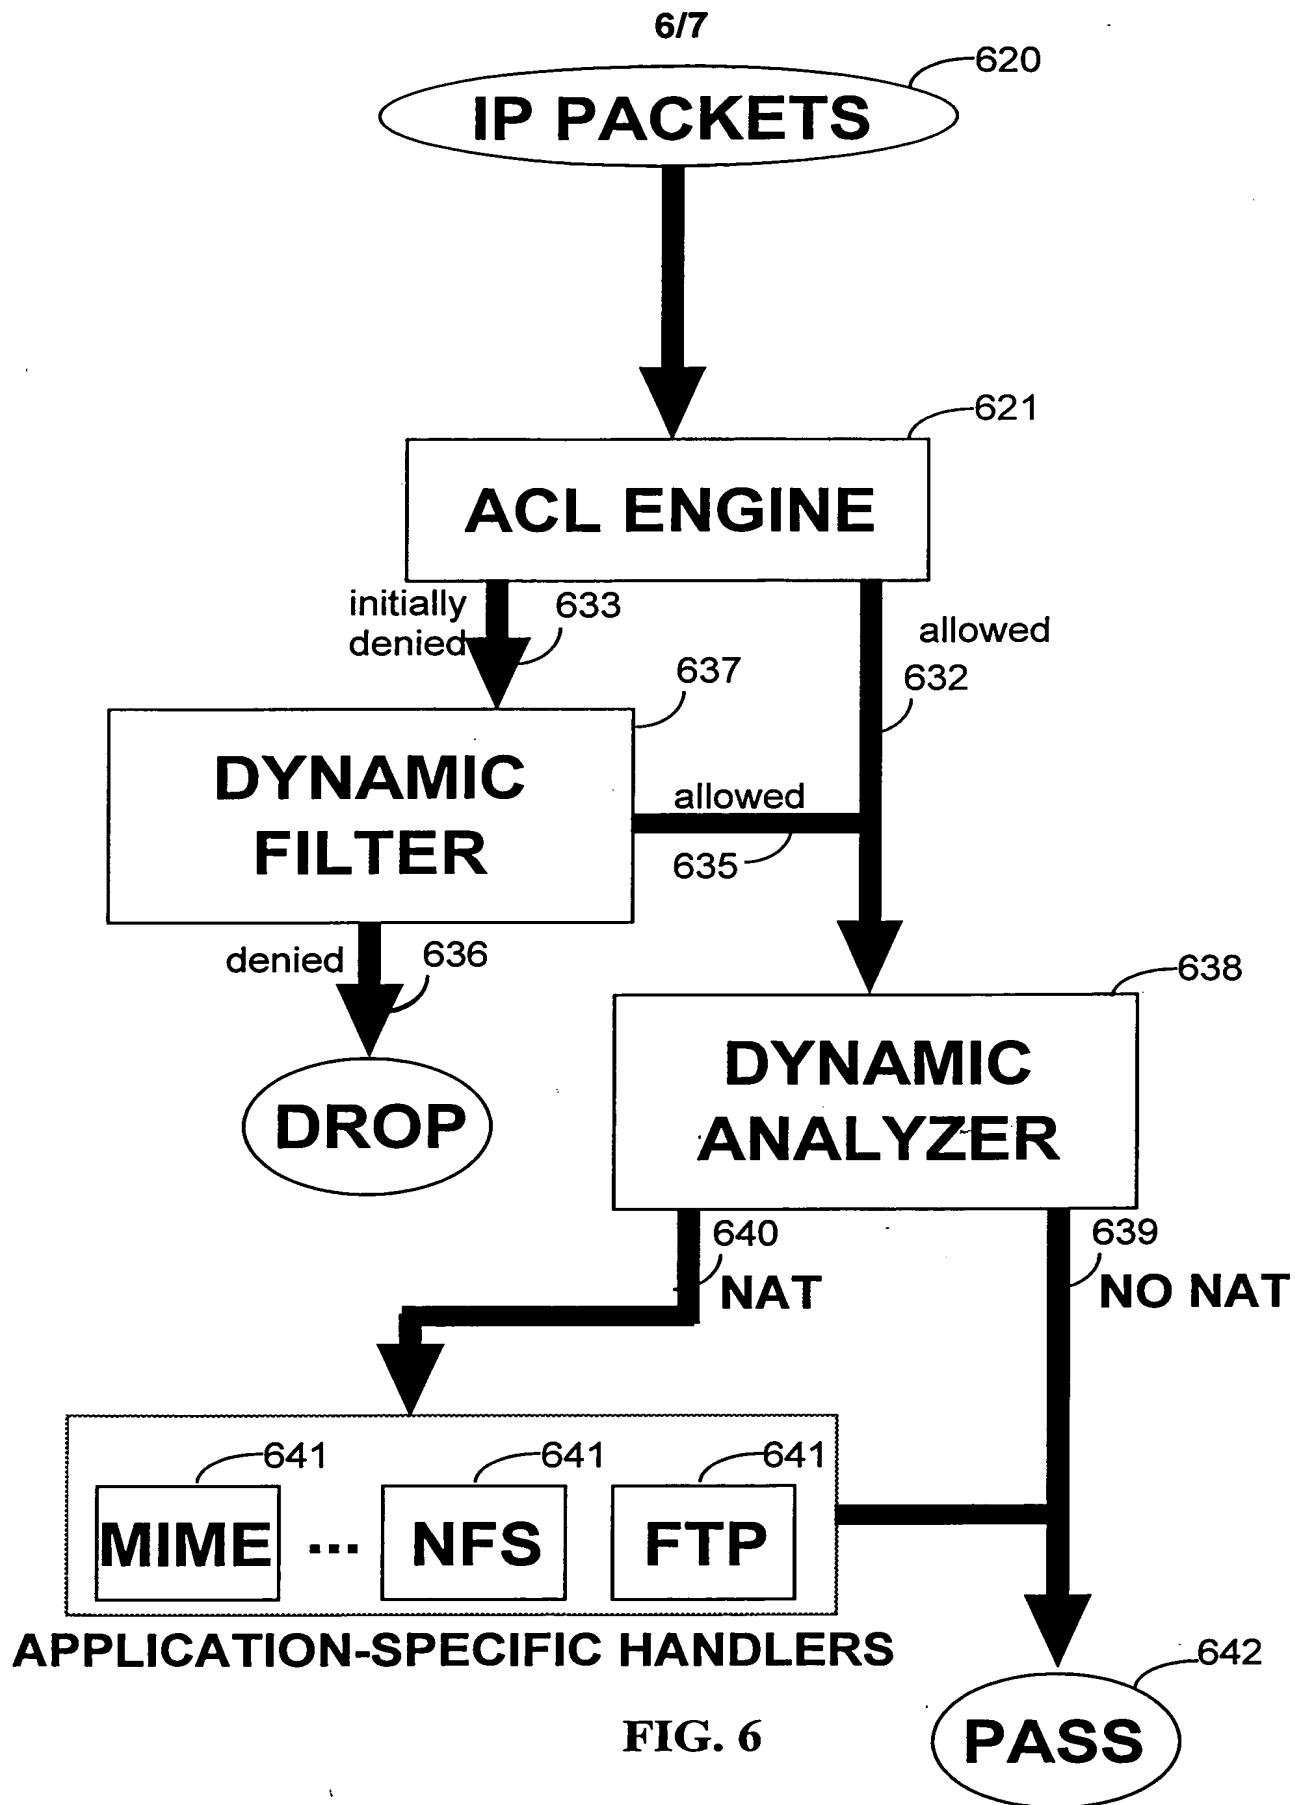 6/7
620
IP PACKETS
621
ACL ENGINE
initially
denied
633
allowed
632
637
DYNAMIC
FILTER
allowed
635
denied
636
638
DYNAMIC
ANALYZER
DROP
640
NAT
639
NO NAT
641
641
641
MIME
...
NFS
FTP
APPLICATION-SPECIFIC HANDLERS
642
PASS
FIG. 6